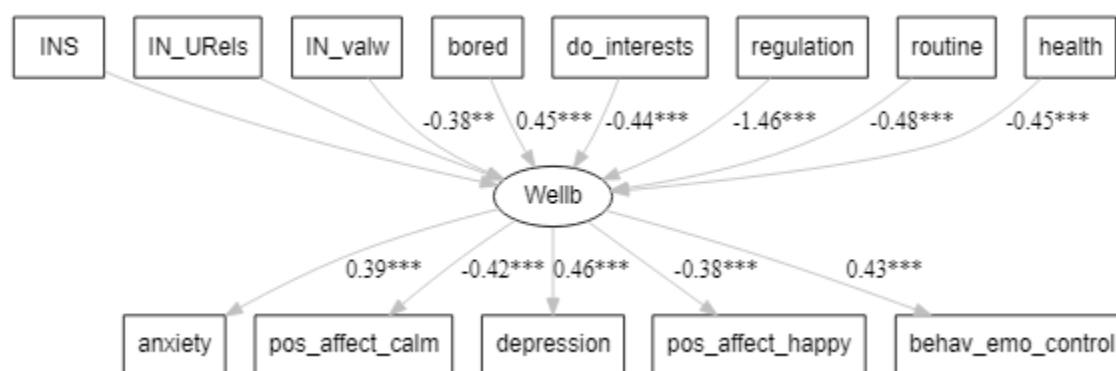 INS IN_URels IN_valw bored do_interests regulation routine health
-0.38** 0.45*** -0.44*** -1.46*** -0.48*** -0.45***
Wellb
0.39*** -0.42*** 0.46*** -0.38*** 0.43***
anxiety pos_affect_calm depression pos_affect_happy behav_emo_control